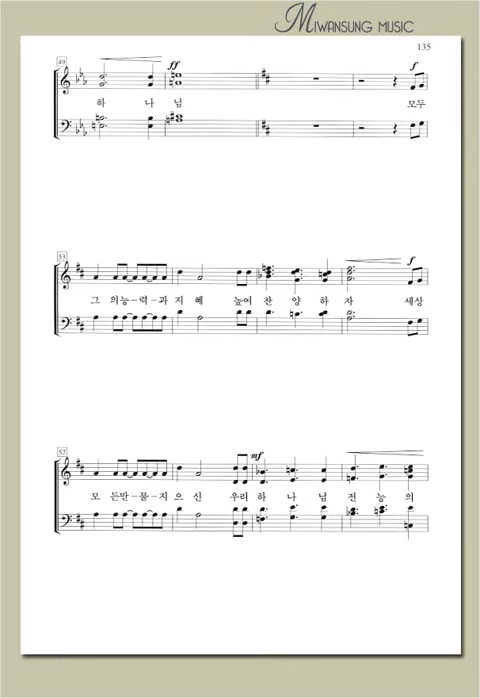 MIWANSUNG MUSIC
135
49
ff
f
하 나 님 모두
53
f
그 의능-력-과 지 혜 높여 찬 양 하 자 세상
57
mf
모 든만-물-지 으 신 우리 하 나 님 전 능 의